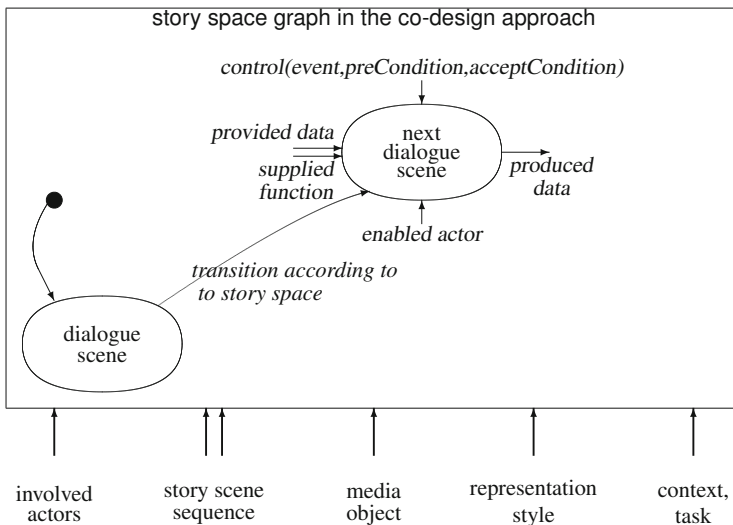 story space graph in the co-design approach
control(event,preCondition,acceptCondition)
provided data
supplied
function
next
dialogue
scene
produced
data
enabled actor
transition according to
to story space
dialogue
scene
involved
actors
story scene
sequence
media
object
representation
style
context,
task